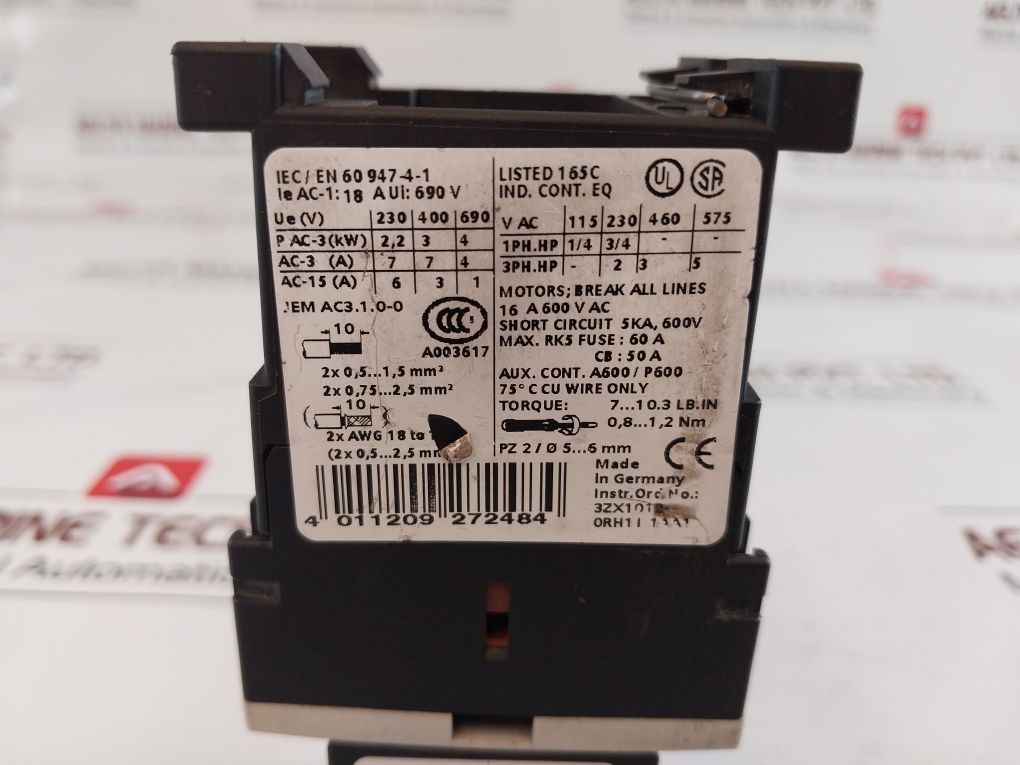 IEC/EN 60 947-4-1
Ie AC-1: 18 A Ui: 690 V
Ue (V) 230 400 690
P AC-3 (kW) 2,2 3 4
AC-3 (A) 7 7 4
AC-15 (A) 6 3 1
JEM AC3.1.0-0
10
CCC
A003617
2x 0,5...1,5 mm²
2x 0,75...2,5 mm²
10
2x AWG 18 to
(2x 0,5...2,5
4 011209 272484
LISTED 165C
IND. CONT. EQ
UL
SA
V AC 115 230 460 575
1PH.HP 1/4 3/4 - -
3PH.HP - 2 3 5
MOTORS; BREAK ALL LINES
16 A 600 V AC
SHORT CIRCUIT 5KA, 600V
MAX. RK5 FUSE : 60 A
CB : 50 A
AUX. CONT. A600 / P600
75° C CU WIRE ONLY
TORQUE: 7...10.3 LB.IN
0,8...1,2 Nm
PZ 2 / Ø 5...6 mm
CE
Made
In Germany
Instr.Ord No.: